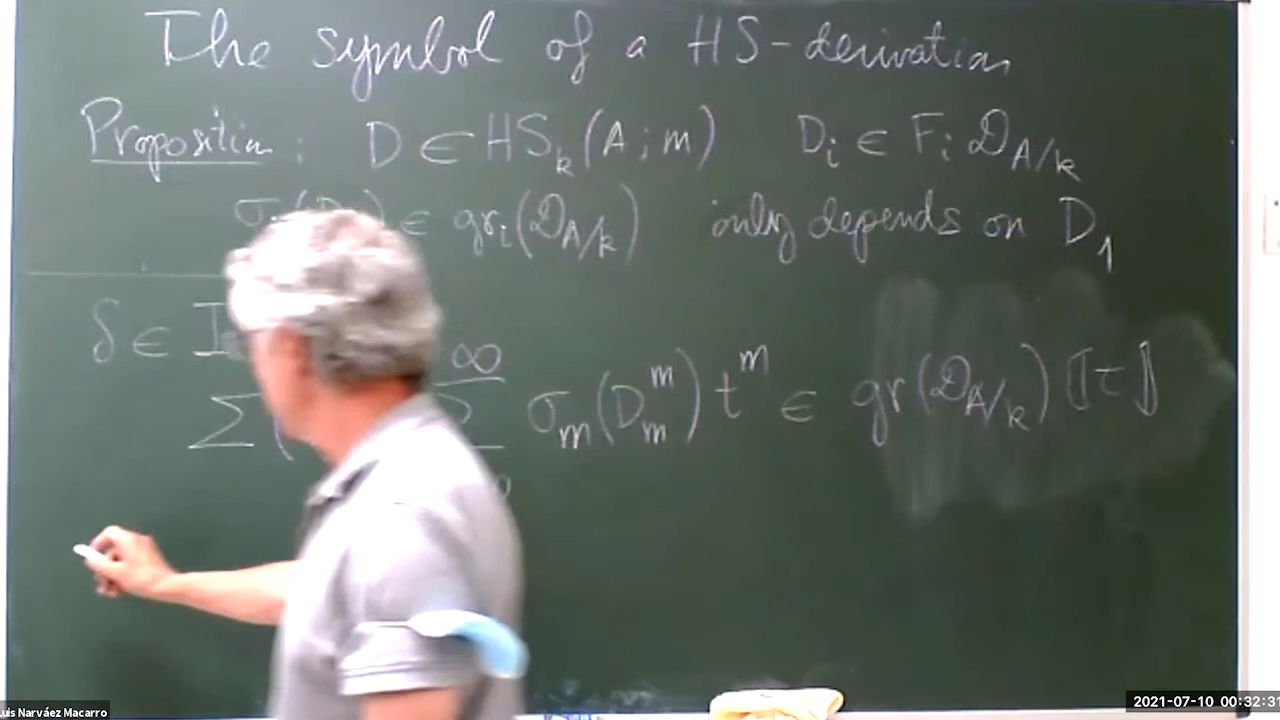 The symbol of a HS-derivation
Proposition : D ∈ HS_k(A;m) D_i ∈ F_i 𝒟_{A/k}
∈ gr_i(𝒟_{A/k}) only depends on D_1
δ ∈
Σ ∞ σ_m(D_m^m) t^m ∈ gr(𝒟_{A/k})⟦τ⟧
Luis Narváez Macarro
2021-07-10 00:32:3